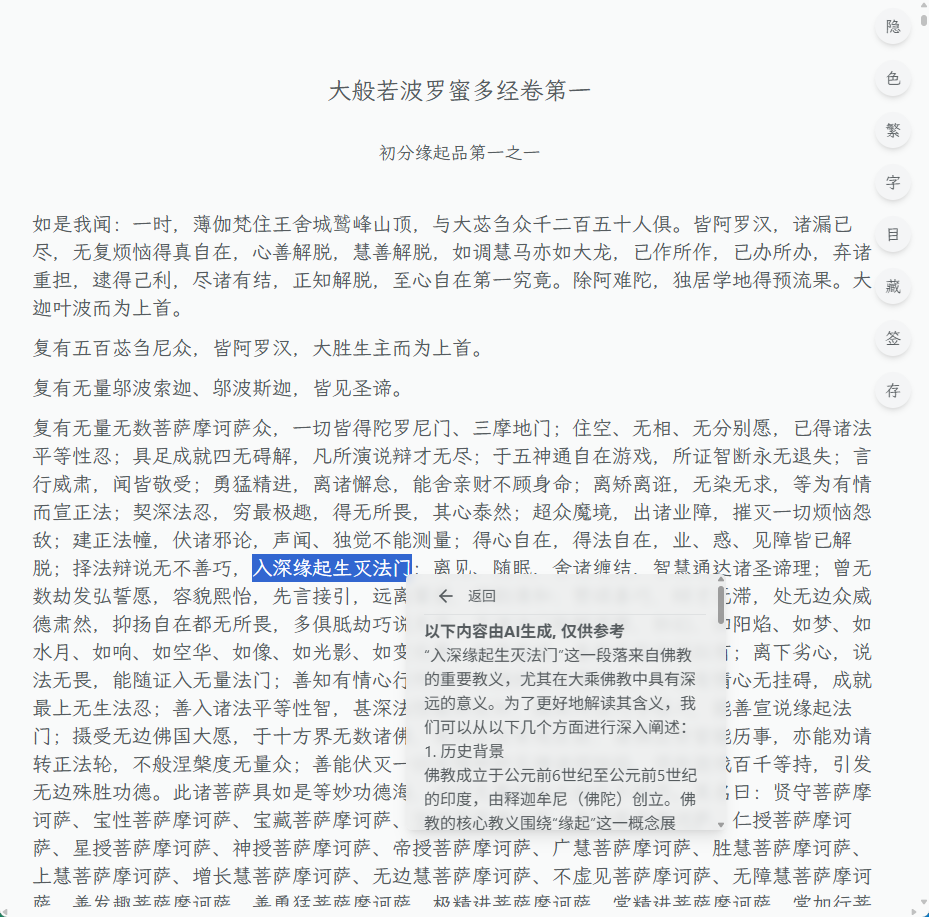 大般若波罗蜜多经卷第一
初分缘起品第一之一
如是我闻：一时，薄伽梵住王舍城鹫峰山顶，与大苾刍众千二百五十人俱。皆阿罗汉，诸漏已
尽，无复烦恼得真自在，心善解脱，慧善解脱，如调慧马亦如大龙，已作所作，已办所办，弃诸
重担，逮得己利，尽诸有结，正知解脱，至心自在第一究竟。除阿难陀，独居学地得预流果。大
迦叶波而为上首。
复有五百苾刍尼众，皆阿罗汉，大胜生主而为上首。
复有无量邬波索迦、邬波斯迦，皆见圣谛。
复有无量无数菩萨摩诃萨众，一切皆得陀罗尼门、三摩地门；住空、无相、无分别愿，已得诸法
平等性忍；具足成就四无碍解，凡所演说辩才无尽；于五神通自在游戏，所证智断永无退失；言
行威肃，闻皆敬受；勇猛精进，离诸懈怠，能舍亲财不顾身命；离矫离诳，无染无求，等为有情
而宣正法；契深法忍，穷最极趣，得无所畏，其心泰然；超众魔境，出诸业障，摧灭一切烦恼怨
敌；建正法幢，伏诸邪论，声闻、独觉不能测量；得心自在，得法自在，业、惑、见障皆已解
脱；择法辩说无不善巧，入深缘起生灭法门；离见、随眠，舍诸缠结，智慧通达诸圣谛理；曾无
数劫发弘誓愿，容貌熙怡，先言接引，远离 无滞，处无边众威
德肃然，抑扬自在都无所畏，多俱胝劫巧说 阳焰、如梦、如
水月、如响、如空华、如像、如光影、如变 ；离下劣心，说
法无畏，能随证入无量法门；善知有情心行 心无挂碍，成就
最上无生法忍；善入诸法平等性智，甚深法 善宣说缘起法
门；摄受无边佛国大愿，于十方界无数诸佛 历事，亦能劝请
转正法轮，不般涅槃度无量众；善能伏灭一 百千等持，引发
无边殊胜功德。此诸菩萨具如是等妙功德海 曰：贤守菩萨摩
诃萨、宝性菩萨摩诃萨、宝藏菩萨摩诃萨、 仁授菩萨摩诃
萨、星授菩萨摩诃萨、神授菩萨摩诃萨、帝授菩萨摩诃萨、广慧菩萨摩诃萨、胜慧菩萨摩诃萨、
上慧菩萨摩诃萨、增长慧菩萨摩诃萨、无边慧菩萨摩诃萨、不虚见菩萨摩诃萨、无障慧菩萨摩诃
萨、善发趣菩萨摩诃萨、善勇猛菩萨摩诃萨、极精进菩萨摩诃萨、常精进菩萨摩诃萨、常加行菩
← 返回
以下内容由AI生成, 仅供参考
“入深缘起生灭法门”这一段落来自佛教
的重要教义，尤其在大乘佛教中具有深
远的意义。为了更好地解读其含义，我
们可以从以下几个方面进行深入阐述：
1. 历史背景
佛教成立于公元前6世纪至公元前5世纪
的印度，由释迦牟尼（佛陀）创立。佛
教的核心教义围绕“缘起”这一概念展
隐
色
繁
字
目
藏
签
存